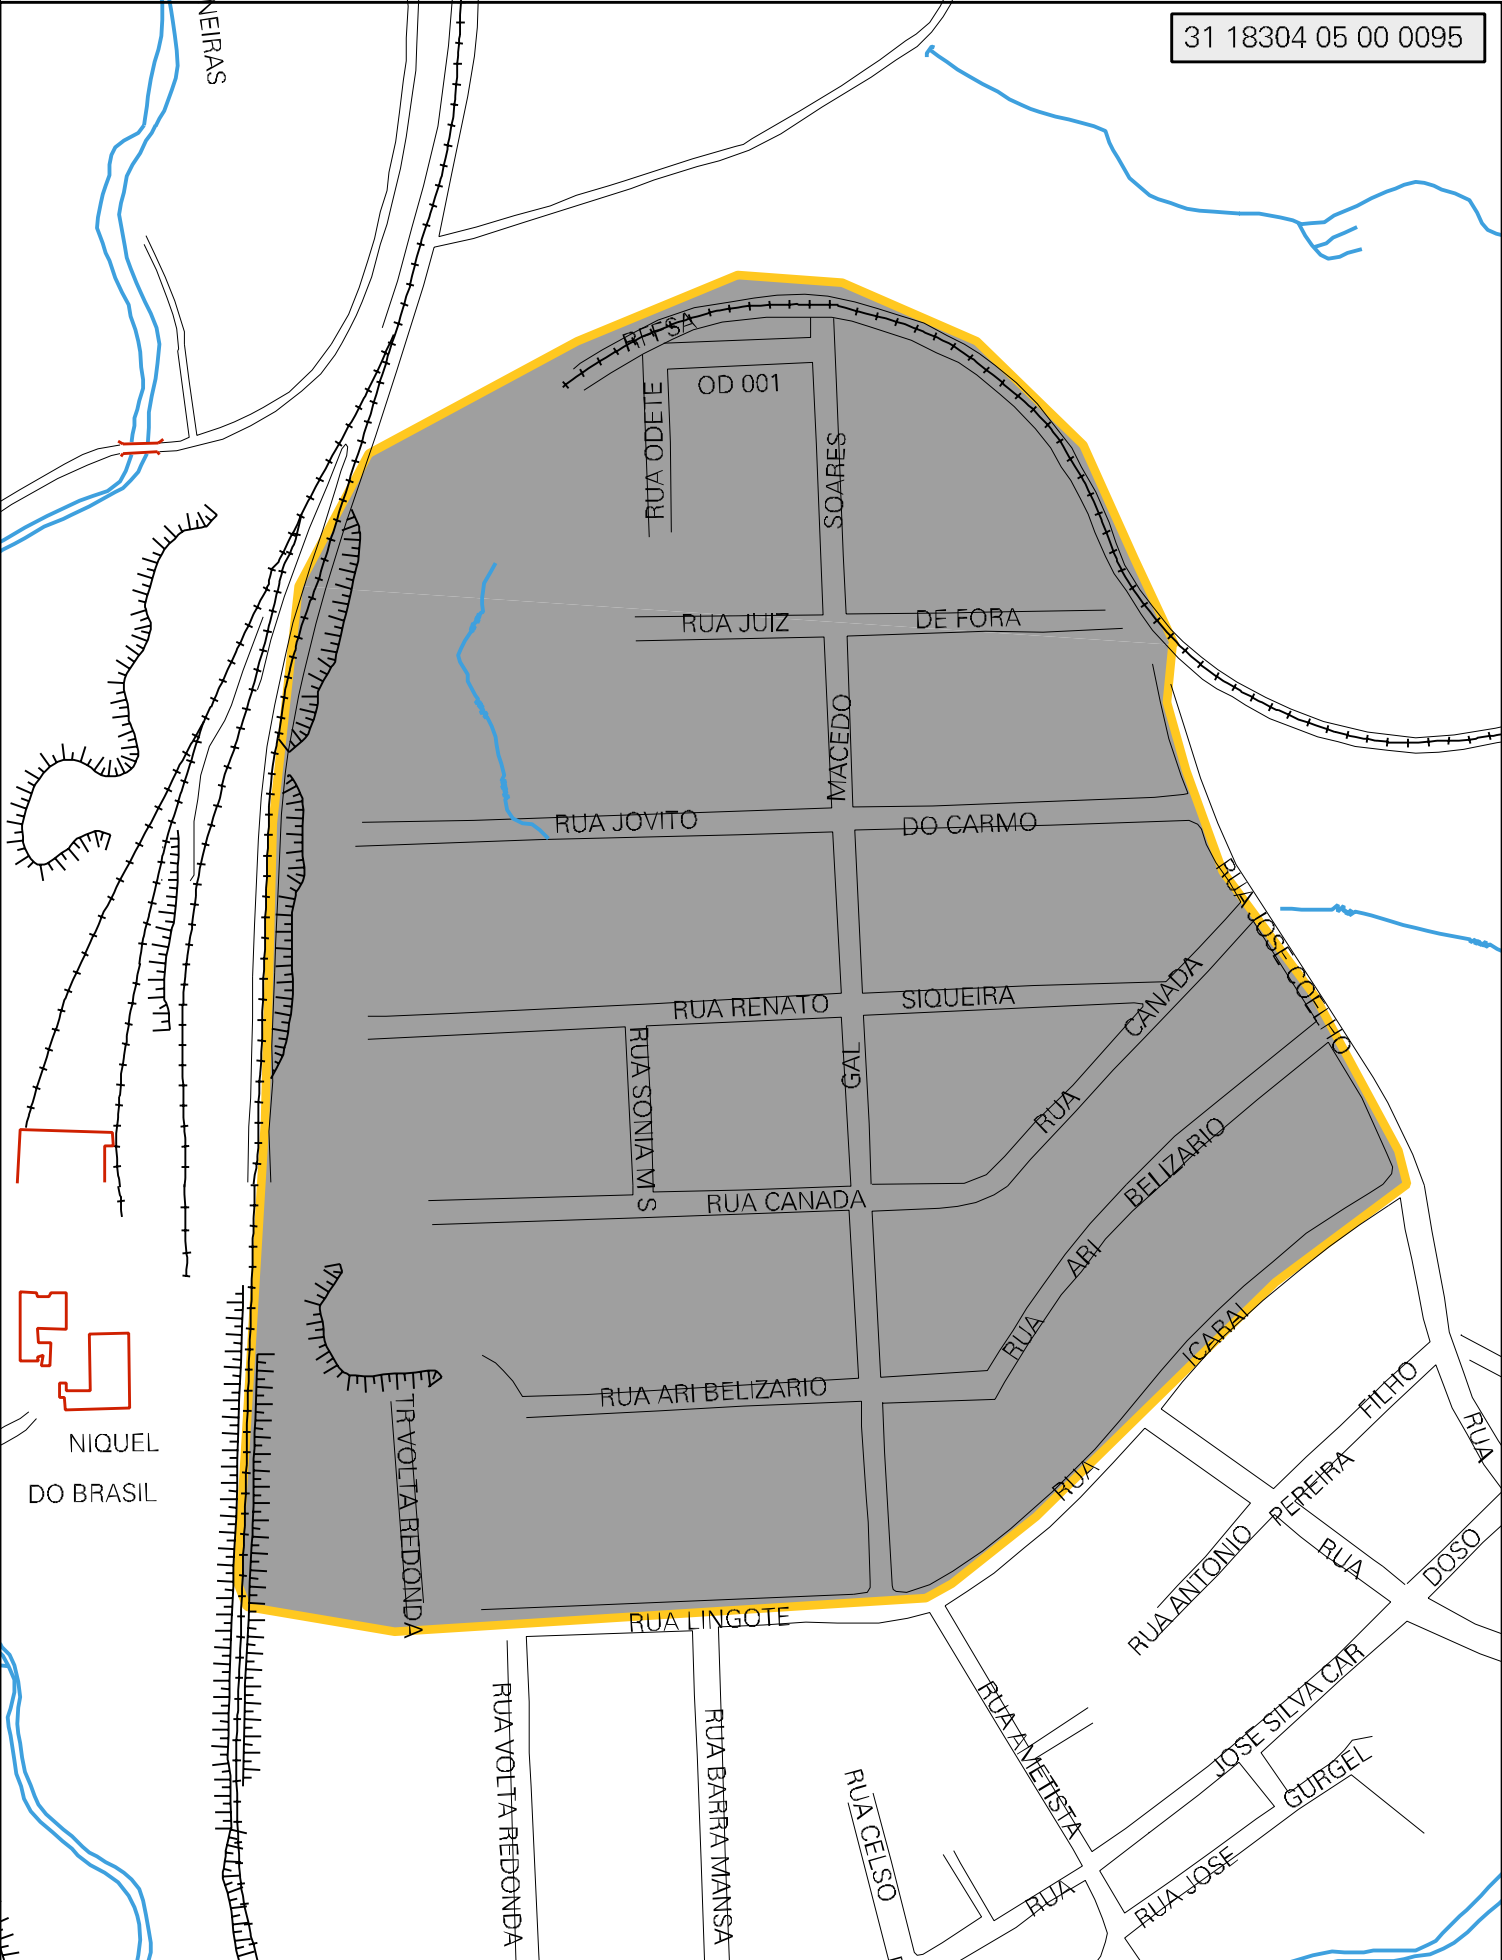 NEIRAS
31 18304 05 00 0095
RFFSA
OD 001
RUA ODETE
SOARES
RUA JUIZ DE FORA
MACEDO
RUA JOVITO DO CARMO
RUA JOSE COELHO
RUA RENATO SIQUEIRA
CANADA
RUA
GAL
RUA SONIA M S
RUA CANADA
BELIZARIO
ARI
RUA
RUA ARI BELIZARIO
ICARAI
RUA
TR VOLTA REDONDA
NIQUEL
DO BRASIL
FILHO
PEREIRA
RUA ANTONIO
RUA
RUA
DOSO
RUA LINGOTE
JOSE SILVA CAR
RUA
RUA AMETISTA
GURGEL
RUA JOSE
RUA VOLTA REDONDA
RUA BARRA MANSA
RUA CELSO